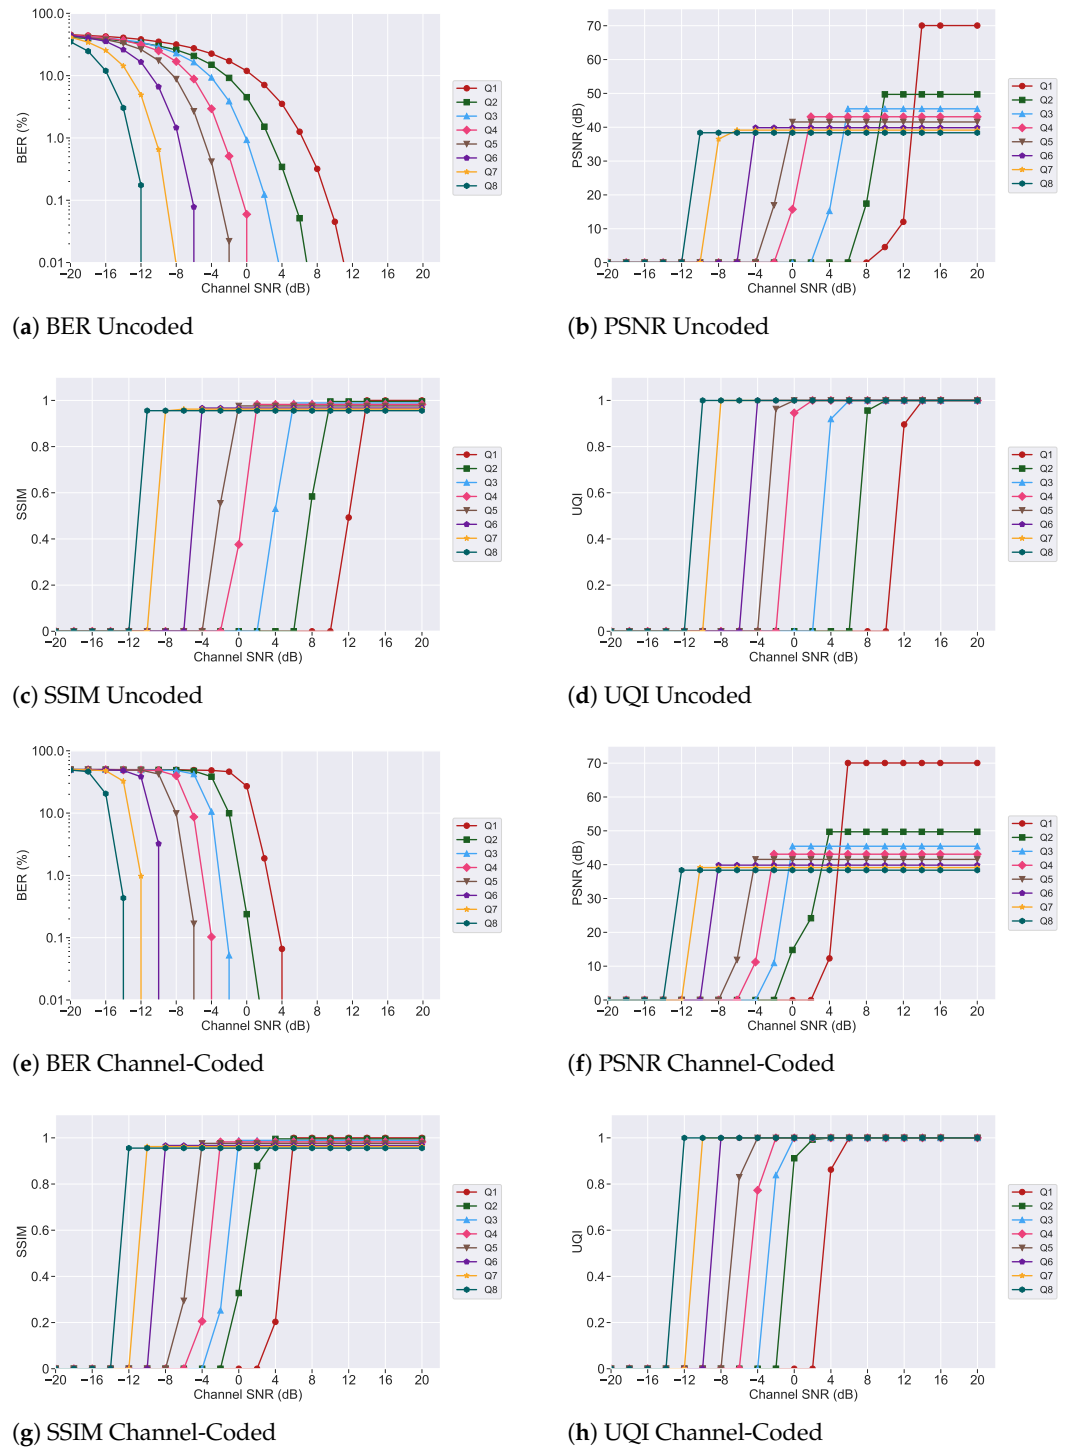 100.0
10.0
1.0
0.1
0.01
BER (%)
−20 −16 −12 −8 −4 0 4 8 12 16 20
Channel SNR (dB)
Q1
Q2
Q3
Q4
Q5
Q6
Q7
Q8
(a) BER Uncoded
70
60
50
40
30
20
10
0
PSNR (dB)
−20 −16 −12 −8 −4 0 4 8 12 16 20
Channel SNR (dB)
Q1
Q2
Q3
Q4
Q5
Q6
Q7
Q8
(b) PSNR Uncoded
1
0.8
0.6
0.4
0.2
0
SSIM
−20 −16 −12 −8 −4 0 4 8 12 16 20
Channel SNR (dB)
Q1
Q2
Q3
Q4
Q5
Q6
Q7
Q8
(c) SSIM Uncoded
1
0.8
0.6
0.4
0.2
0
UQI
−20 −16 −12 −8 −4 0 4 8 12 16 20
Channel SNR (dB)
Q1
Q2
Q3
Q4
Q5
Q6
Q7
Q8
(d) UQI Uncoded
100.0
10.0
1.0
0.1
0.01
BER (%)
−20 −16 −12 −8 −4 0 4 8 12 16 20
Channel SNR (dB)
Q1
Q2
Q3
Q4
Q5
Q6
Q7
Q8
(e) BER Channel-Coded
70
60
50
40
30
20
10
0
PSNR (dB)
−20 −16 −12 −8 −4 0 4 8 12 16 20
Channel SNR (dB)
Q1
Q2
Q3
Q4
Q5
Q6
Q7
Q8
(f) PSNR Channel-Coded
1
0.8
0.6
0.4
0.2
0
SSIM
−20 −16 −12 −8 −4 0 4 8 12 16 20
Channel SNR (dB)
Q1
Q2
Q3
Q4
Q5
Q6
Q7
Q8
(g) SSIM Channel-Coded
1
0.8
0.6
0.4
0.2
0
UQI
−20 −16 −12 −8 −4 0 4 8 12 16 20
Channel SNR (dB)
Q1
Q2
Q3
Q4
Q5
Q6
Q7
Q8
(h) UQI Channel-Coded